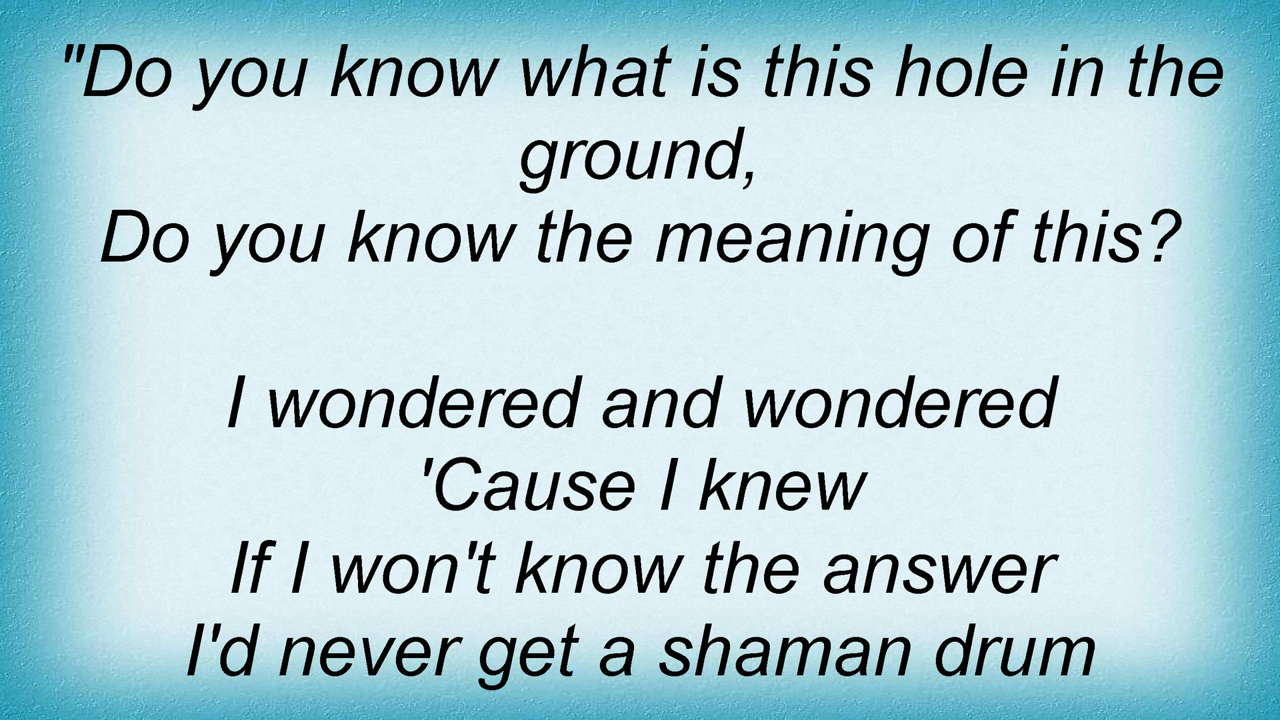 "Do you know what is this hole in the
ground,
Do you know the meaning of this?
I wondered and wondered
'Cause I knew
If I won't know the answer
I'd never get a shaman drum